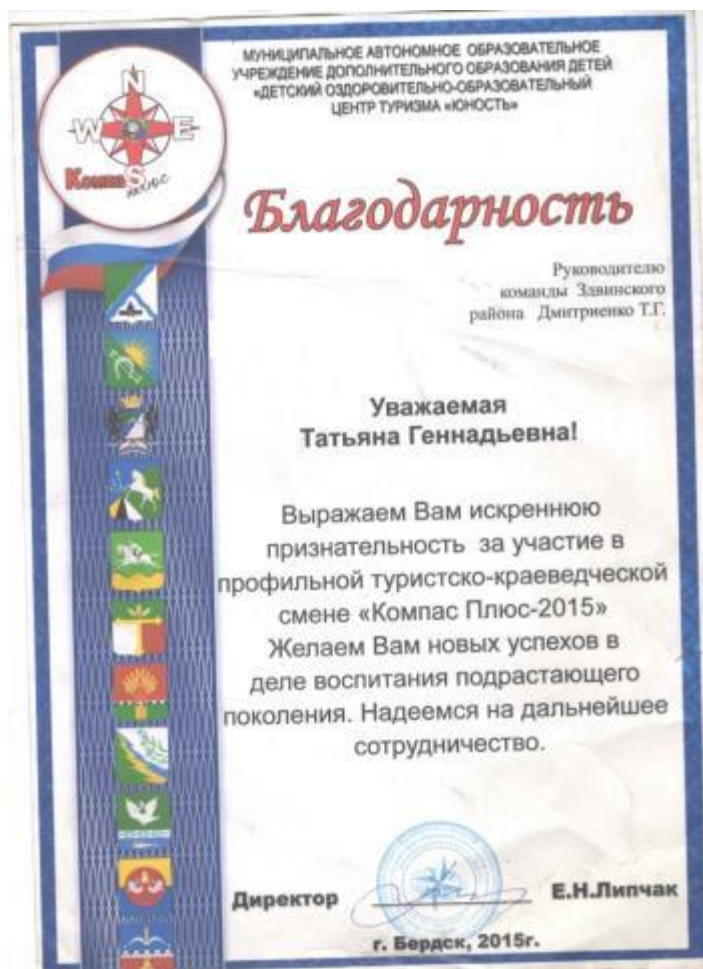 МУНИЦИПАЛЬНОЕ АВТОНОМНОЕ ОБРАЗОВАТЕЛЬНОЕ
УЧРЕЖДЕНИЕ ДОПОЛНИТЕЛЬНОГО ОБРАЗОВАНИЯ ДЕТЕЙ
«ДЕТСКИЙ ОЗДОРОВИТЕЛЬНО-ОБРАЗОВАТЕЛЬНЫЙ
ЦЕНТР ТУРИЗМА «ЮНОСТЬ»
N
W E
КомпаS
плюс
Благодарность
Руководителю
команды Здвинского
района Дмитриенко Т.Г.
Уважаемая
Татьяна Геннадьевна!
Выражаем Вам искреннюю
признательность за участие в
профильной туристско-краеведческой
смене «Компас Плюс-2015»
Желаем Вам новых успехов в
деле воспитания подрастающего
поколения. Надеемся на дальнейшее
сотрудничество.
Директор Е.Н.Липчак
г. Бердск, 2015г.